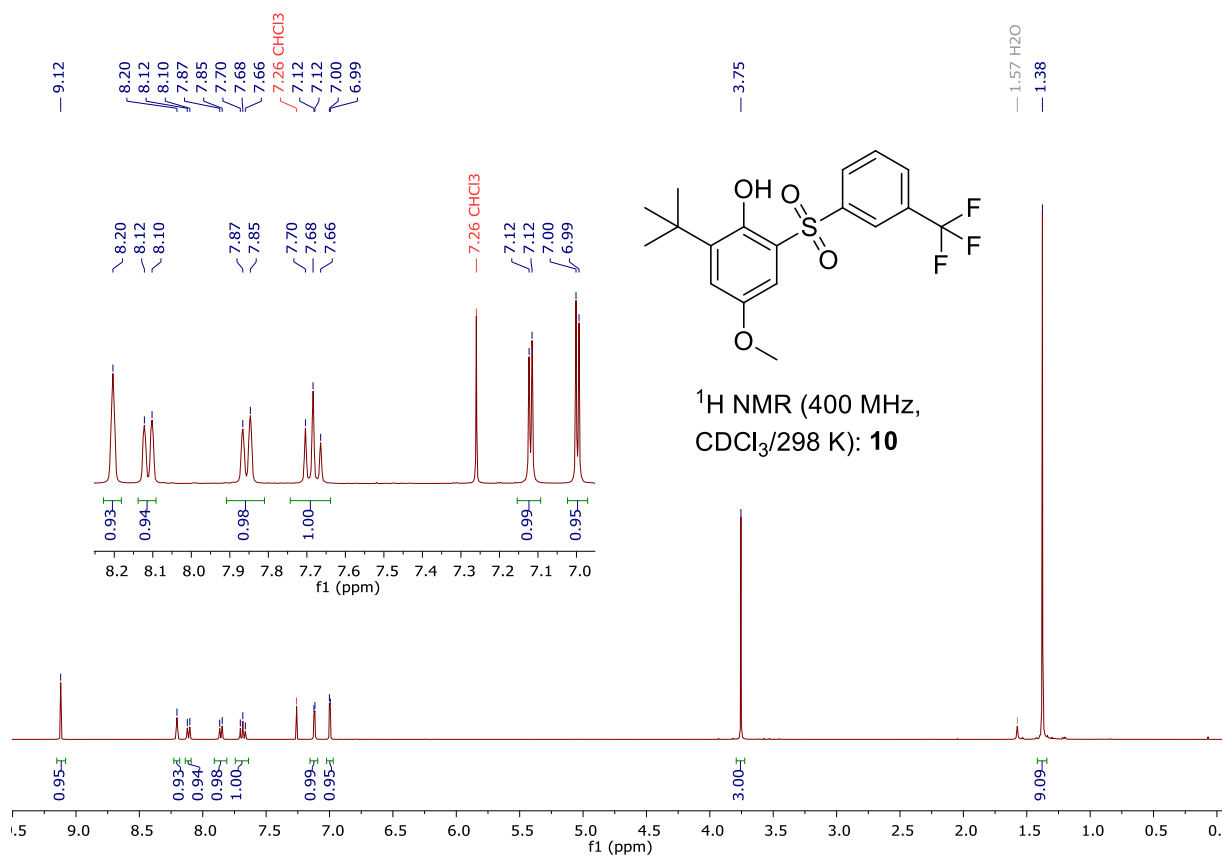 9.12
8.20
8.12
8.10
7.87
7.85
7.70
7.68
7.66
7.26 CHCl3
7.12
7.12
7.00
6.99
3.75
1.57 H2O
1.38
8.20
8.12
8.10
7.87
7.85
7.70
7.68
7.66
7.26 CHCl3
7.12
7.12
7.00
6.99
OH
O
S
O
F
F
F
O
¹H NMR (400 MHz,
CDCl₃/298 K): 10
0.93
0.94
0.98
1.00
0.99
0.95
8.2 8.1 8.0 7.9 7.8 7.7 7.6 7.5 7.4 7.3 7.2 7.1 7.0
f1 (ppm)
0.95
0.93
0.94
0.98
1.00
0.99
0.95
3.00
9.09
.5 9.0 8.5 8.0 7.5 7.0 6.5 6.0 5.5 5.0 4.5 4.0 3.5 3.0 2.5 2.0 1.5 1.0 0.5 0.
f1 (ppm)